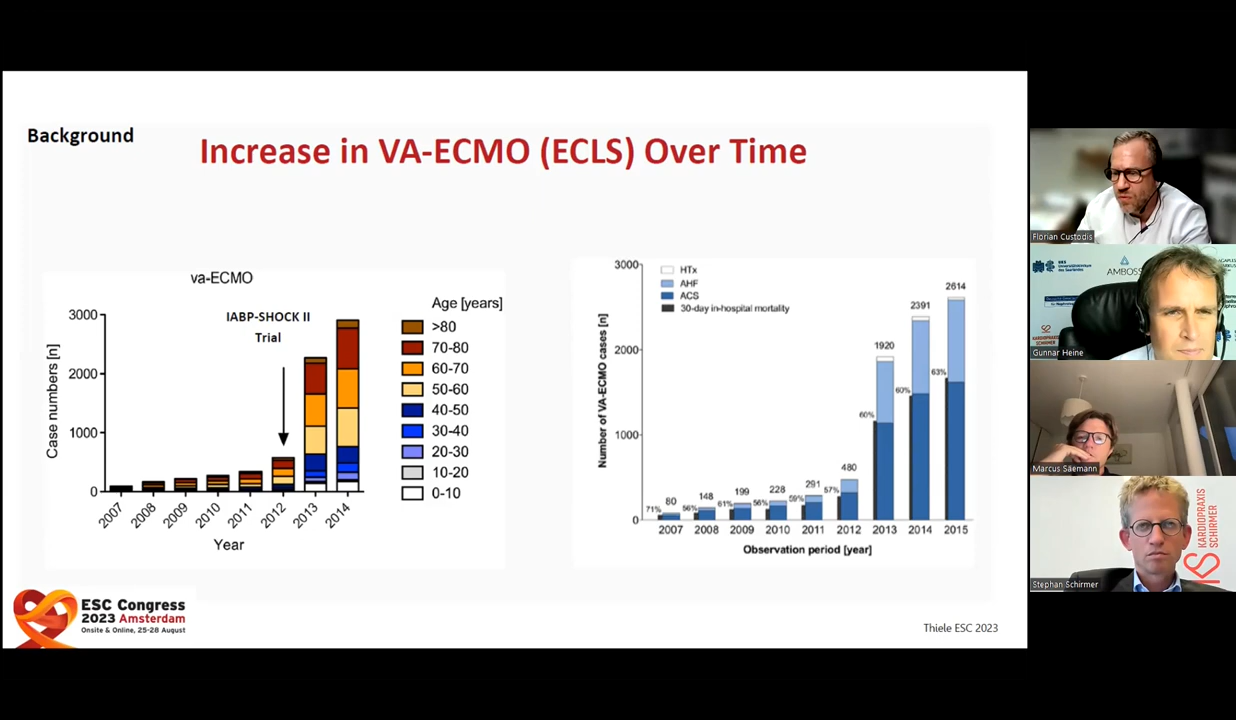 Background
Increase in VA-ECMO (ECLS) Over Time
va-ECMO
IABP-SHOCK II
Trial
Case numbers [n]
3000
2000
1000
0
2007
2008
2009
2010
2011
2012
2013
2014
Year
Age [years]
>80
70-80
60-70
50-60
40-50
30-40
20-30
10-20
0-10
Number of VA-ECMO cases [n]
3000
2000
1000
0
HTx
AHF
ACS
30-day in-hospital mortality
80
148
199
228
291
480
1920
2391
2614
71%
56%
61%
56%
59%
57%
60%
60%
63%
2007 2008 2009 2010 2011 2012 2013 2014 2015
Observation period [year]
ESC Congress
2023 Amsterdam
Onsite & Online, 25-28 August
Thiele ESC 2023
Florian Custodis
AMBOSS
KARDIOPRAXIS
SCHIRMER
Gunnar Heine
Marcus Säemann
KARDIOPRAXIS
SCHIRMER
Stephan Schirmer